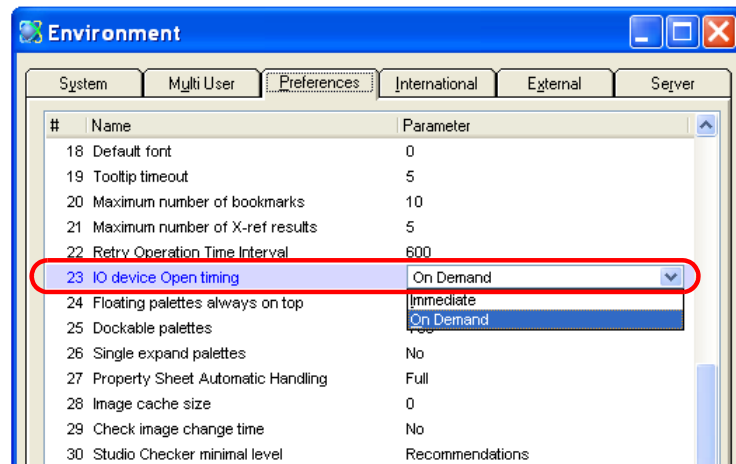 Environment
System Multi User Preferences International External Server
# Name Parameter
18 Default font 0
19 Tooltip timeout 5
20 Maximum number of bookmarks 10
21 Maximum number of X-ref results 5
22 Retry Operation Time Interval 600
23 IO device Open timing On Demand
24 Floating palettes always on top Immediate
25 Dockable palettes On Demand
26 Single expand palettes No
27 Property Sheet Automatic Handling Full
28 Image cache size 0
29 Check image change time No
30 Studio Checker minimal level Recommendations